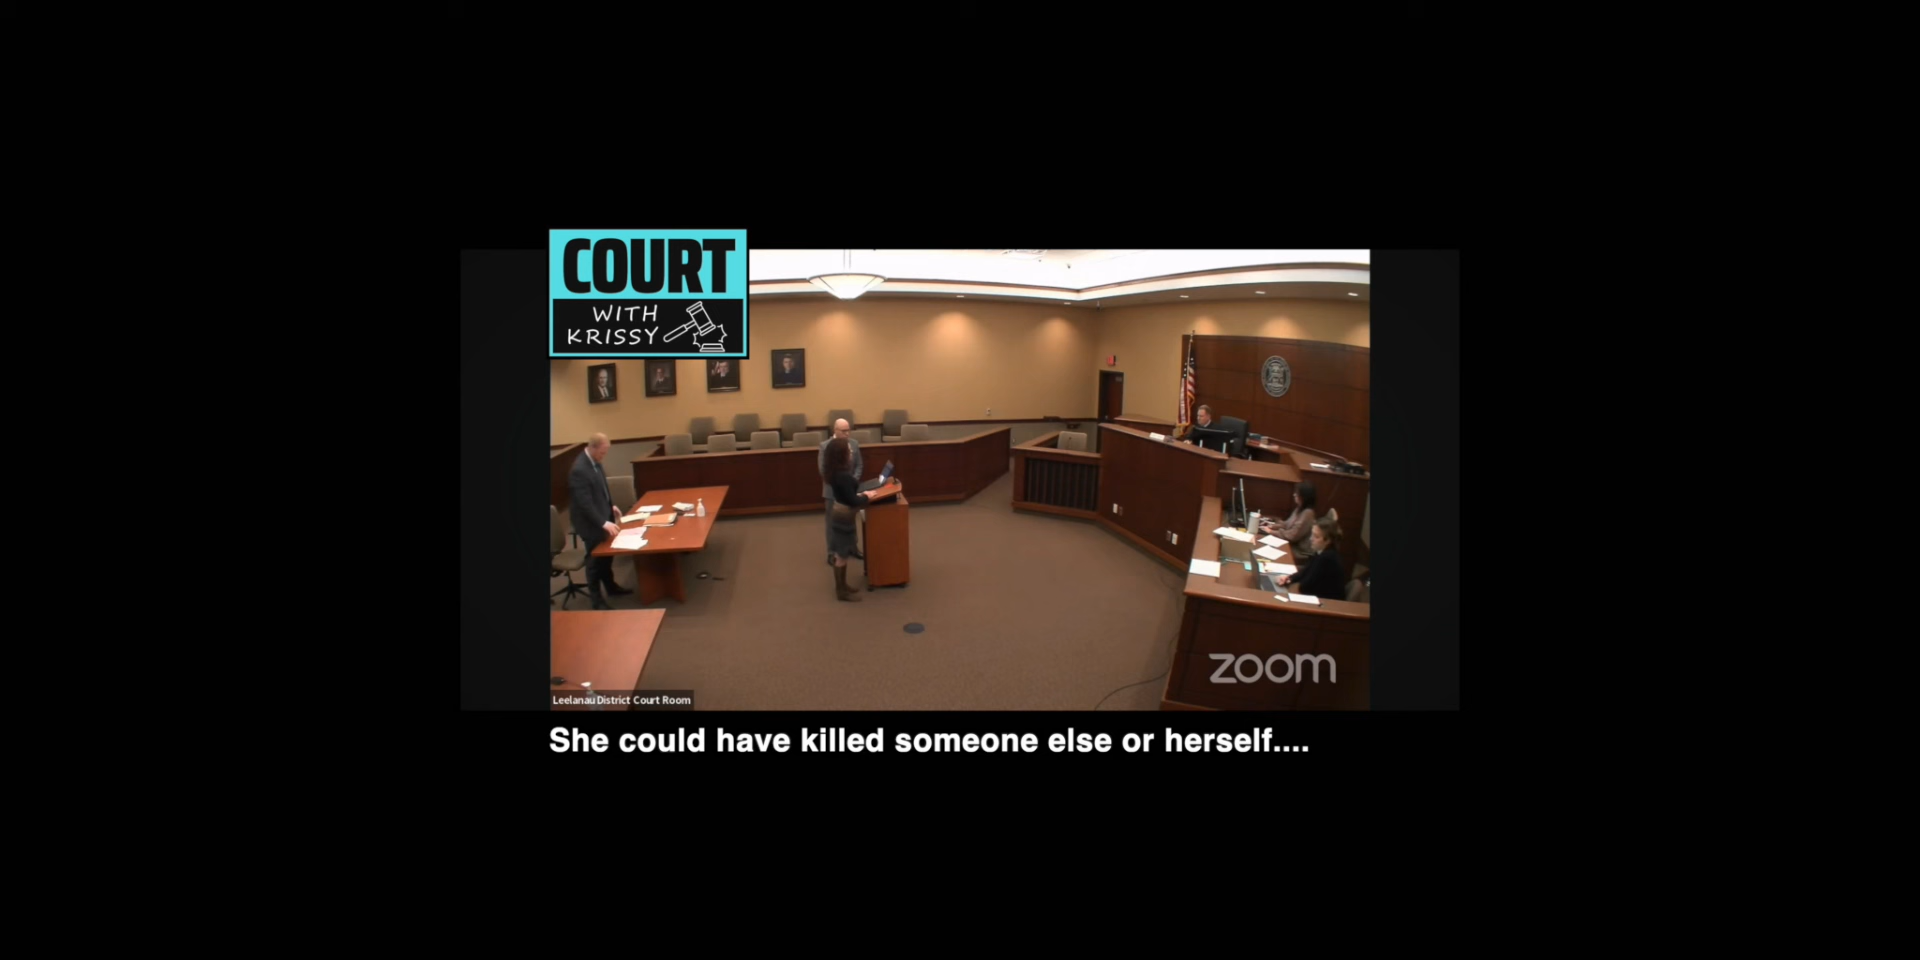 COURT
WITH
KRISSY
zoom
Leelanau District Court Room
She could have killed someone else or herself....